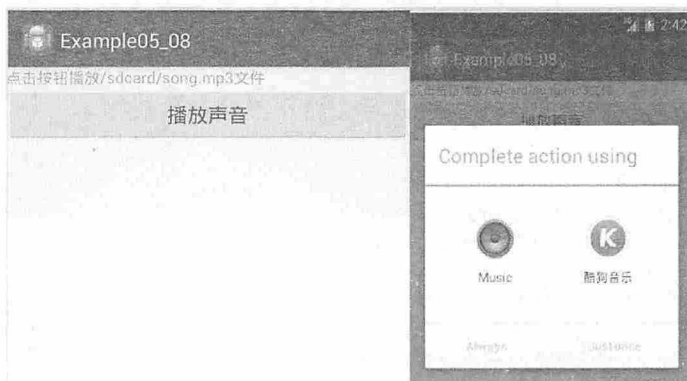 Example05_08
点击按钮播放/sdcard/song.mp3文件
播放声音
2:42
Example05_08
点击按钮播放/sdcard/song.mp3文件
播放声音
Complete action using
Music
酷狗音乐
Always
Just once